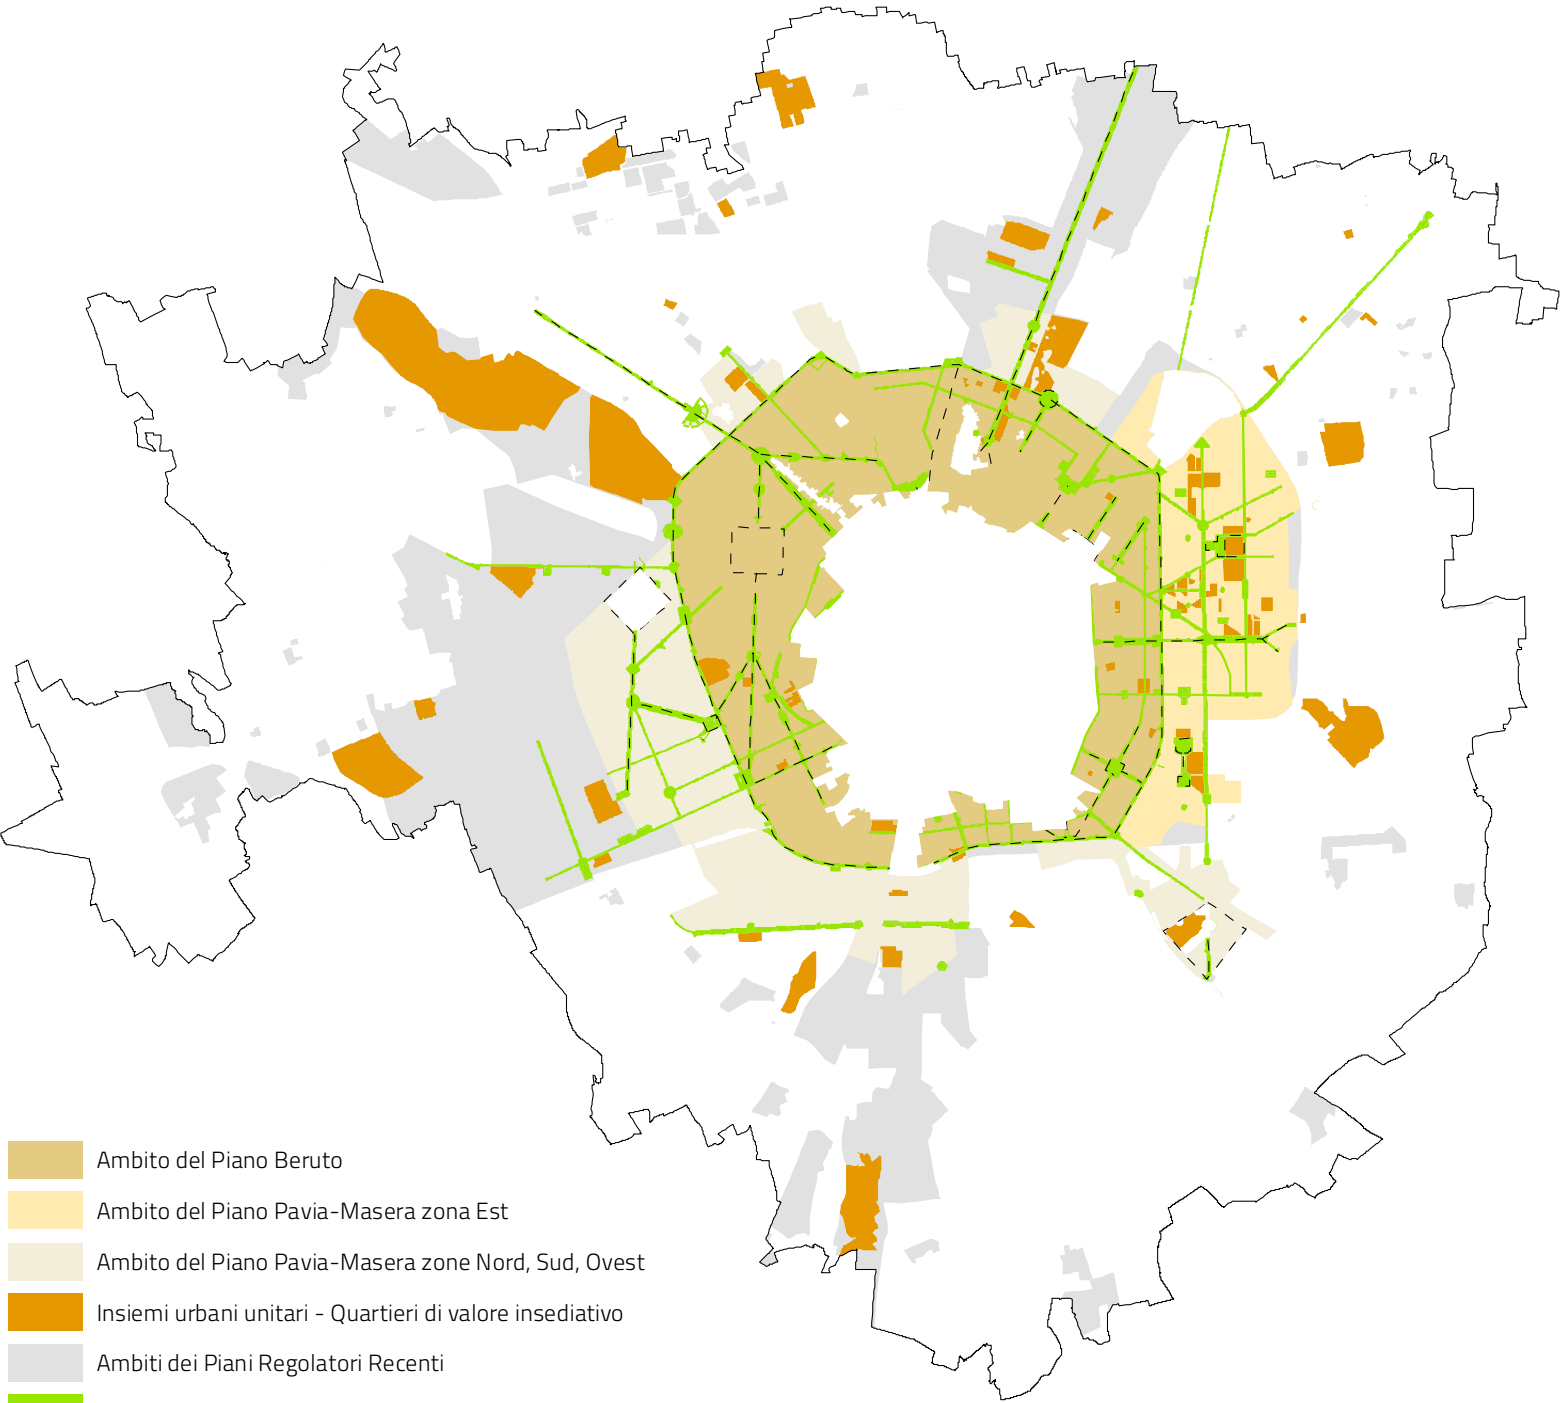 Ambito del Piano Beruto
Ambito del Piano Pavia-Masera zona Est
Ambito del Piano Pavia-Masera zone Nord, Sud, Ovest
Insiemi urbani unitari - Quartieri di valore insediativo
Ambiti dei Piani Regolatori Recenti